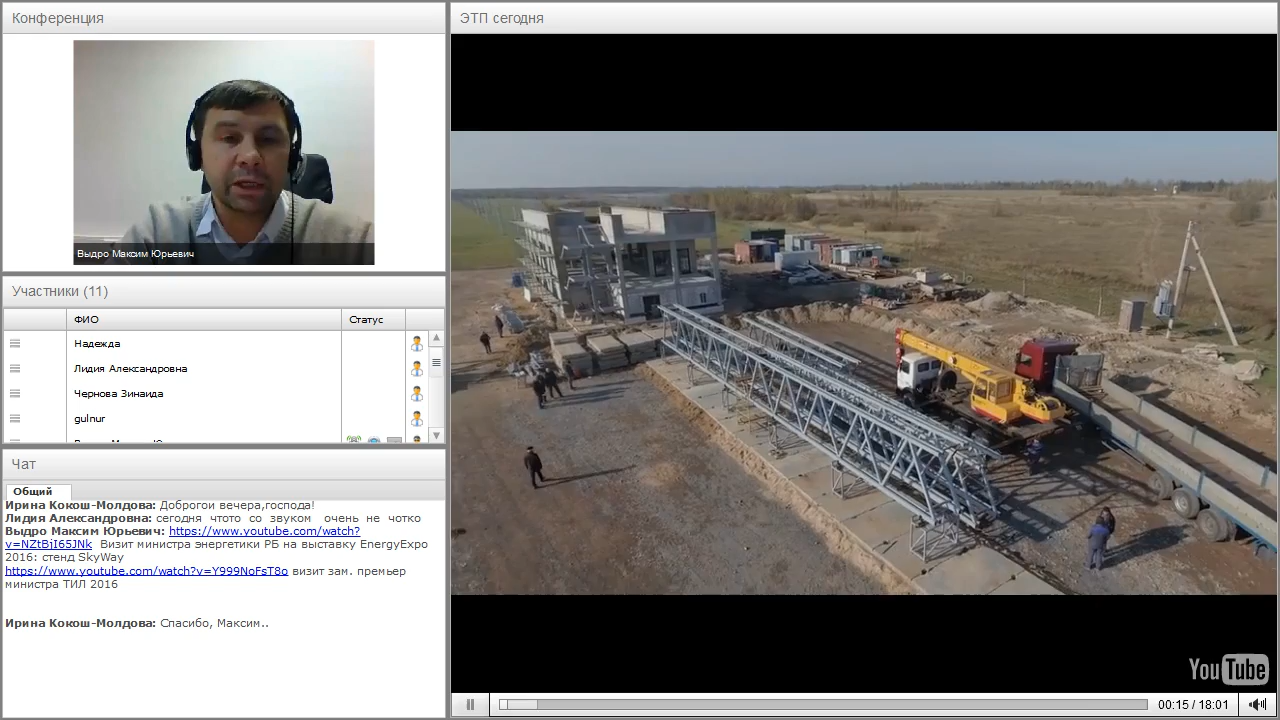 Конференция
Выдро Максим Юрьевич
Участники (11)
ФИО Статус
Надежда
Лидия Александровна
Чернова Зинаида
gulnur
Чат
Общий
Ирина Кокош-Молдова: Доброгои вечера,господа!
Лидия Александровна: сегодня чтото со звуком очень не чотко
Выдро Максим Юрьевич: https://www.youtube.com/watch?
v=NZtBjI65JNk Визит министра энергетики РБ на выставку EnergyExpo
2016: стенд SkyWay
https://www.youtube.com/watch?v=Y999NoFsT8o визит зам. премьер
министра ТИЛ 2016
Ирина Кокош-Молдова: Спасибо, Максим..
ЭТП сегодня
YouTube
00:15 / 18:01